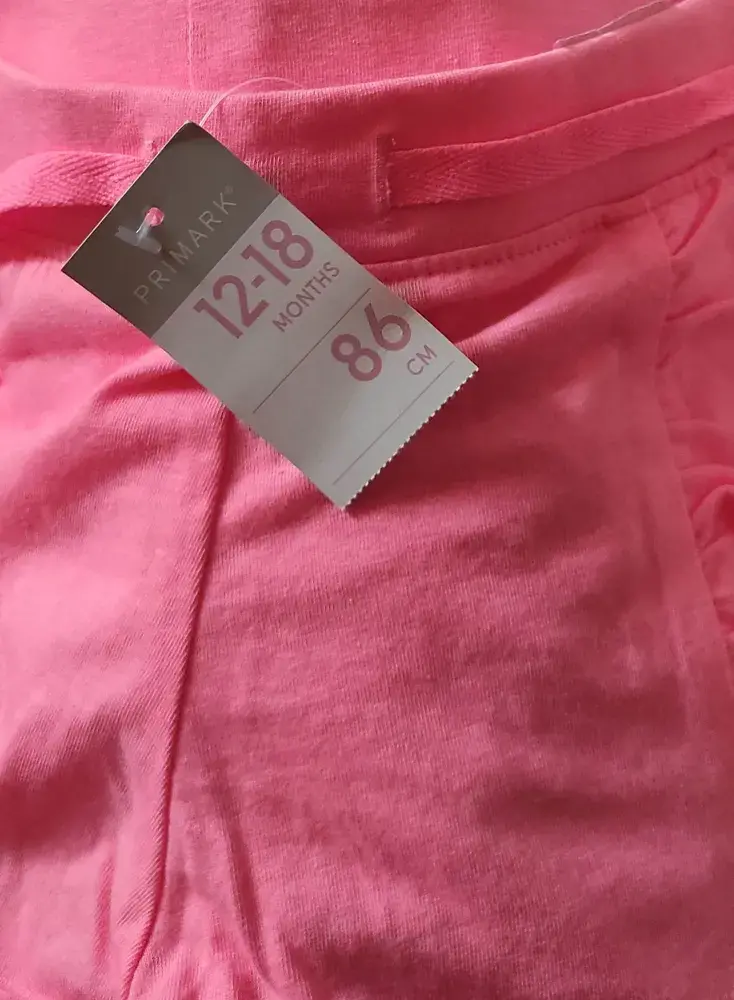 PRIMARK®
12-18
MONTHS
86
CM